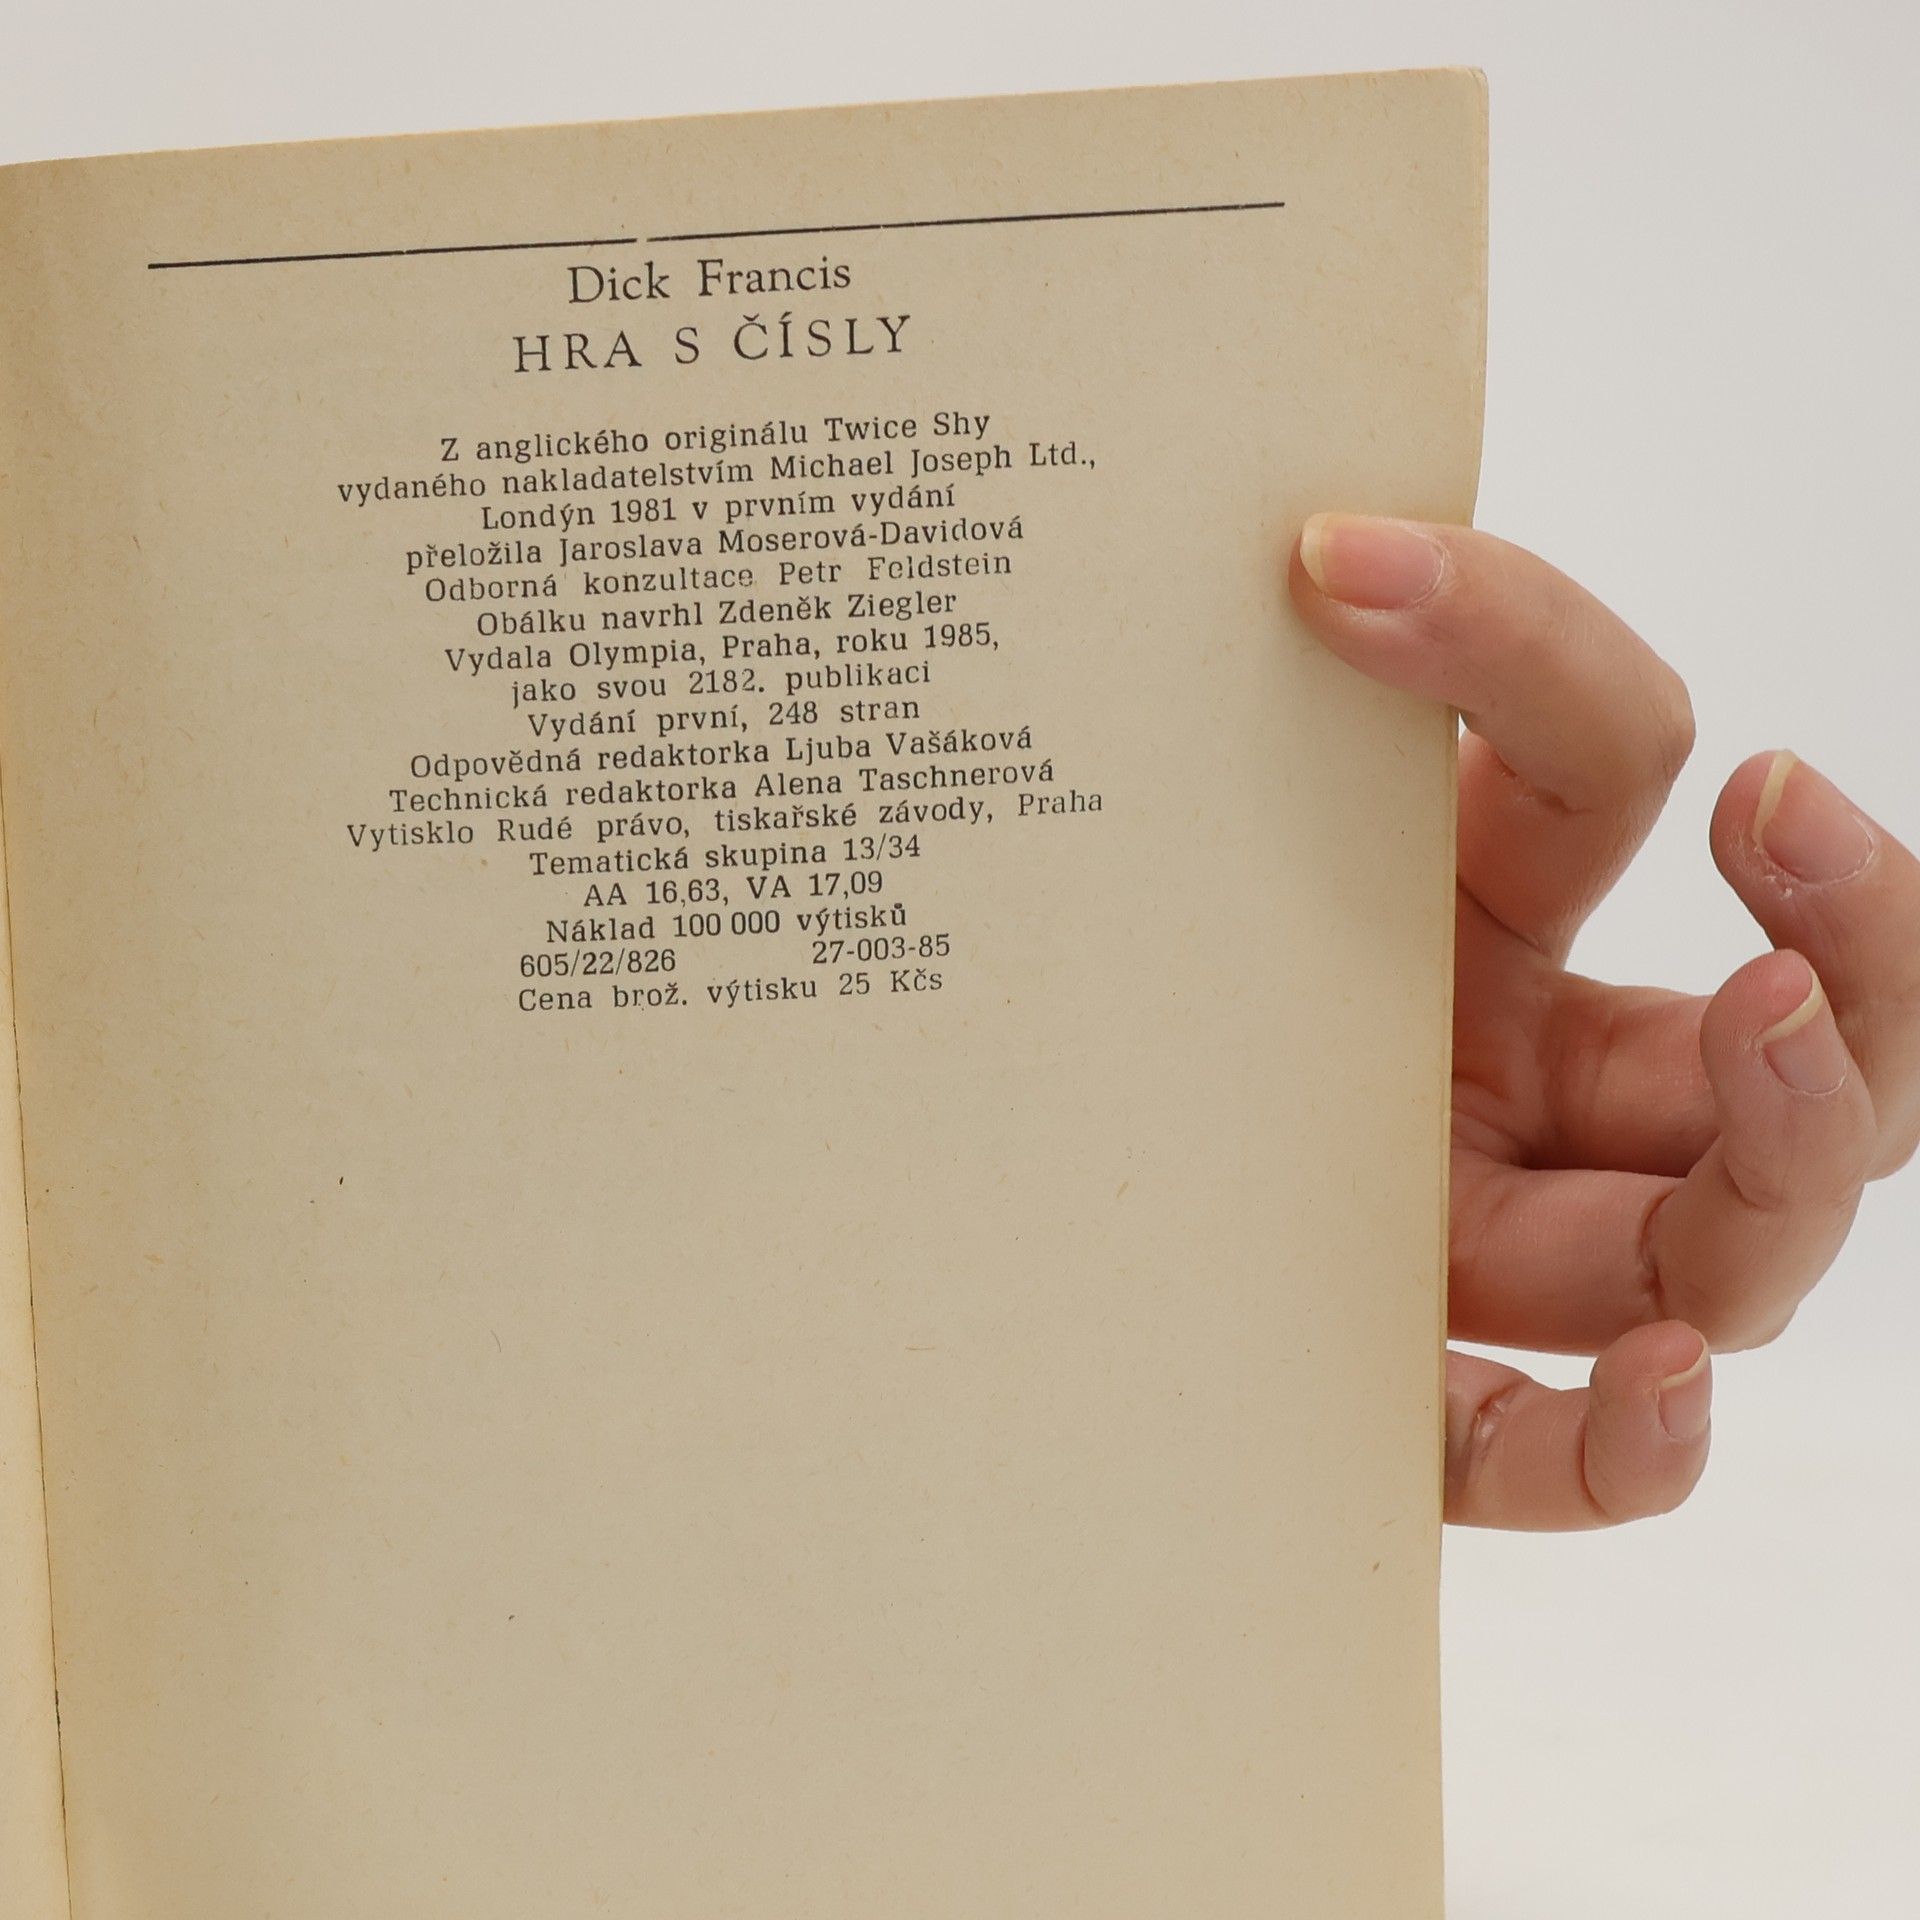 Dick Francis
HRA S ČÍSLY
Z anglického originálu Twice Shy
vydaného nakladatelstvím Michael Joseph Ltd.,
Londýn 1981 v prvním vydání
přeložila Jaroslava Moserová-Davidová
Odborná konzultace Petr Feldstein
Obálku navrhl Zdeněk Ziegler
Vydala Olympia, Praha, roku 1985,
jako svou 2182. publikaci
Vydání první, 248 stran
Odpovědná redaktorka Ljuba Vašáková
Technická redaktorka Alena Taschnerová
Vytisklo Rudé právo, tiskařské závody, Praha
Tematická skupina 13/34
AA 16,63, VA 17,09
Náklad 100 000 výtisků
605/22/826 27-003-85
Cena brož. výtisku 25 Kčs